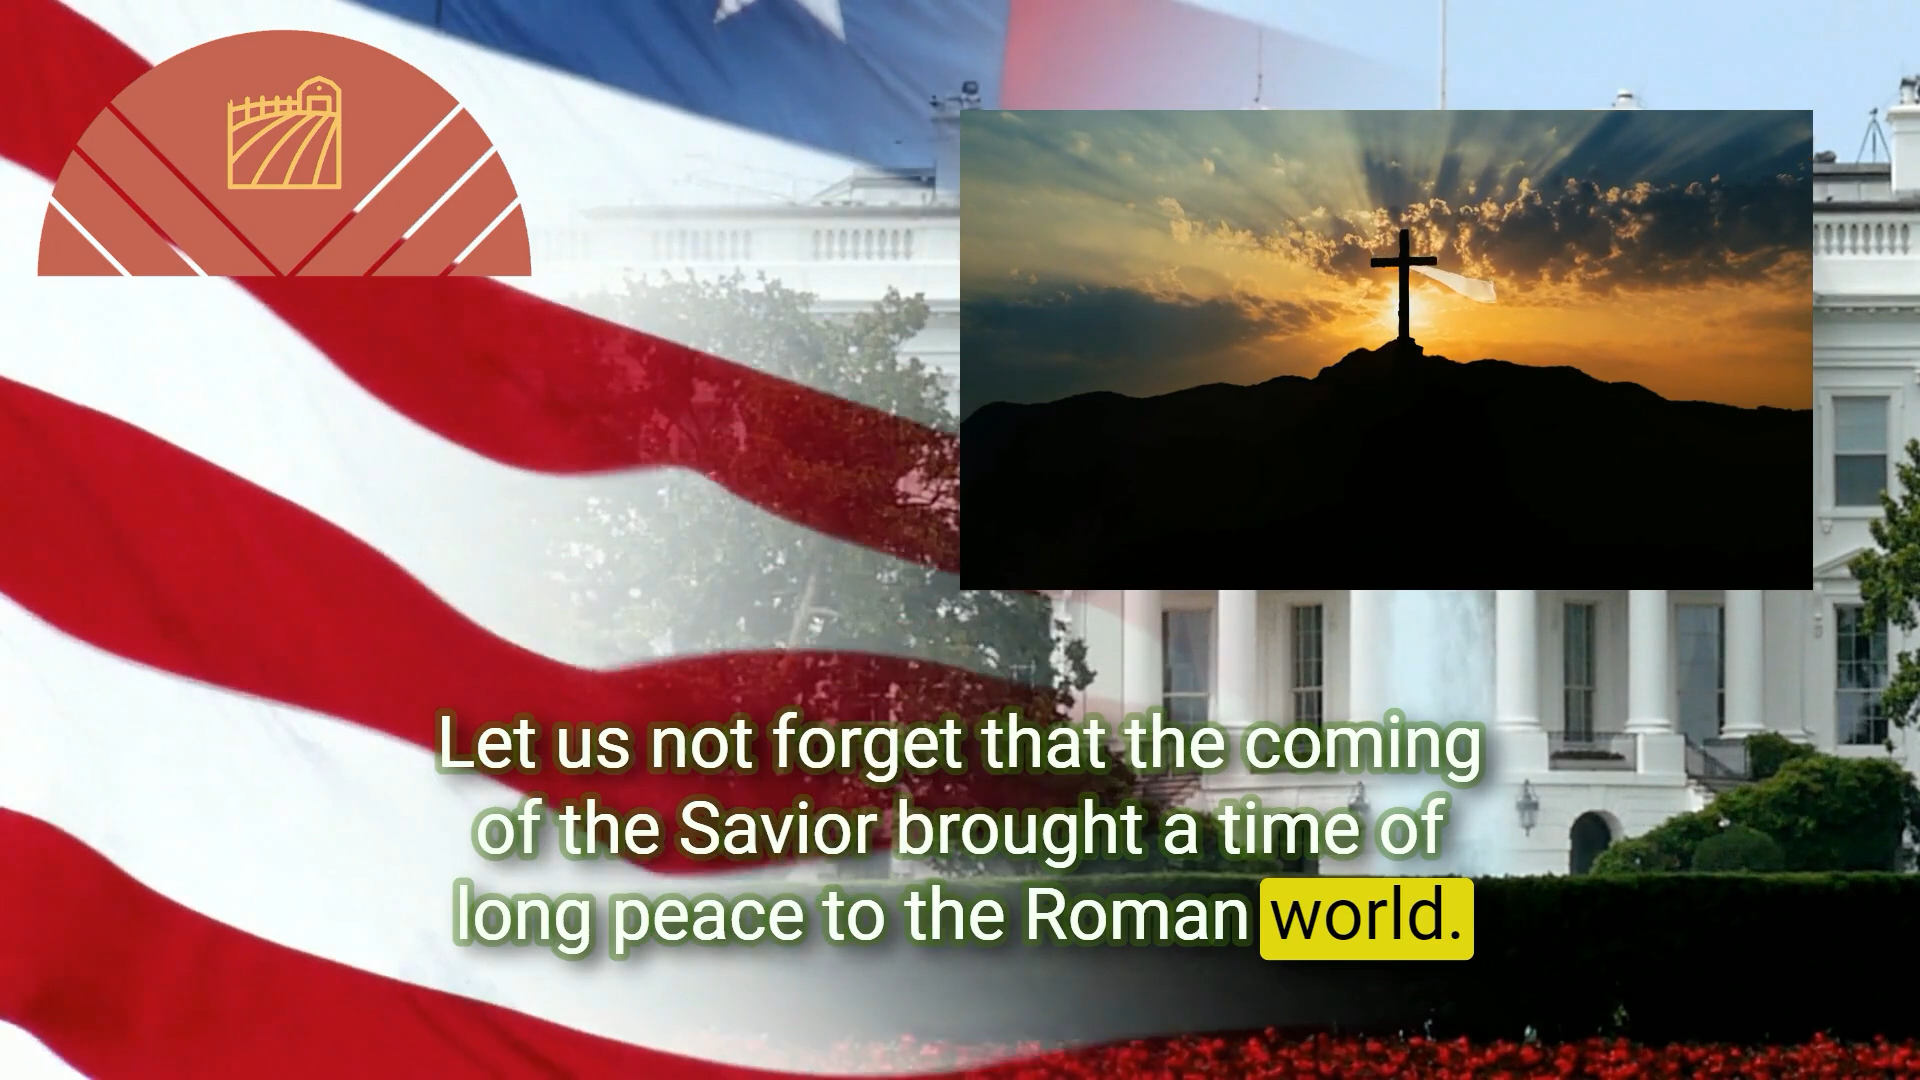 Let us not forget that the coming
of the Savior brought a time of
long peace to the Roman world.